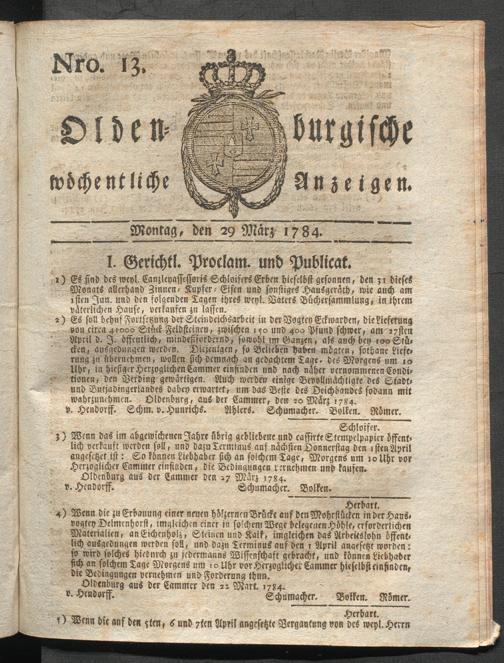 Nro. 13.
Olden= burgische
wöchentliche Anzeigen.
Montag, den 29 März 1784.
I. Gerichtl. Proclam. und Publicat.
1) Es sind des weyl. Canzleyassessoris Schloifers Erben hieselbst gesonnen, den 31 dieses
Monats allerhand Zinnen, Kupfer, Eisen und sonstiges Hausgeräth, wie auch am
1sten Jun. und den folgenden Tagen ihres weyl. Vaters Büchersammlung, in ihrem
väterlichen Hause, verkaufen zu lassen.
2) Es soll behuf Fortsetzung der Steindeichsarbeit in der Vogtey Eckwarden, die Lieferung
von circa 41000 Stück Feldsteinen, zwischen 150 und 400 Pfund schwer, am 27sten
April d. J. öffentlich, mindestfordernd, sowohl im Ganzen, als auch bey 100 Stü=
cken, ausgedungen werden. Diejenigen, so Belieben haben mögten, sothane Liefe=
rung zu übernehmen, wollen sich demnach an gedachtem Tage, des Morgens um 10
Uhr, in hiesiger Herzoglichen Cammer einfinden und nach näher vernommenen Condi=
tionen, den Verding gewärtigen. Auch werden einige Bevollmächtigte des Stadt=
und Butjadingerlandes dabey erwartet, um das Beste des Deichbandes sodann mit
wahrzunehmen. Oldenburg, aus der Cammer, den 20 März 1784.
v. Hendorff. Schm. v. Hunrichs. Ahlers. Schumacher. Bolken. Römer.
Schloifer.
3) Wenn das im abgewichenen Jahre übrig gebliebene und cassirte Stempelpapier öffent=
lich verkauft werden soll, und dazu Terminus auf nächsten Donnerstag den 1sten April
angesetzt ist: So können Liebhaber sich an solchem Tage, Morgens um 10 Uhr vor
Herzoglicher Cammer einfinden, die Bedingungen vernehmen und kaufen.
Oldenburg aus der Cammer den 27 März 1784.
v. Hendorff. Schumacher. Bolken.
Herbart.
4) Wenn die zu Erbauung einer neuen hölzernen Brücke auf den Mohrstücken in der Haus=
vogtey Delmenhorst, imgleichen einer in solchem Wege belegenen Höhle, erforderlichen
Materialien, an Eichenholz, Steinen und Kalk, imgleichen das Arbeitslohn öffent=
lich ausgedungen werden soll, und dazu Terminus auf den 1 April angesetzt worden:
so wird solches hiedurch zu jedermanns Wissenschaft gebracht, und können Liebhaber
sich an solchem Tage Morgens um 10 Uhr vor Herzoglicher Cammer hieselbst einfinden,
die Bedingungen vernehmen und Forderung thun.
Oldenburg aus der Cammer den 22 Mart. 1784.
v. Hendorff. Schumacher. Bolken. Römer.
Herbart.
5) Wenn die auf den 5ten, 6 und 7ten April angesetzte Vergantung von des weyl. Herrn